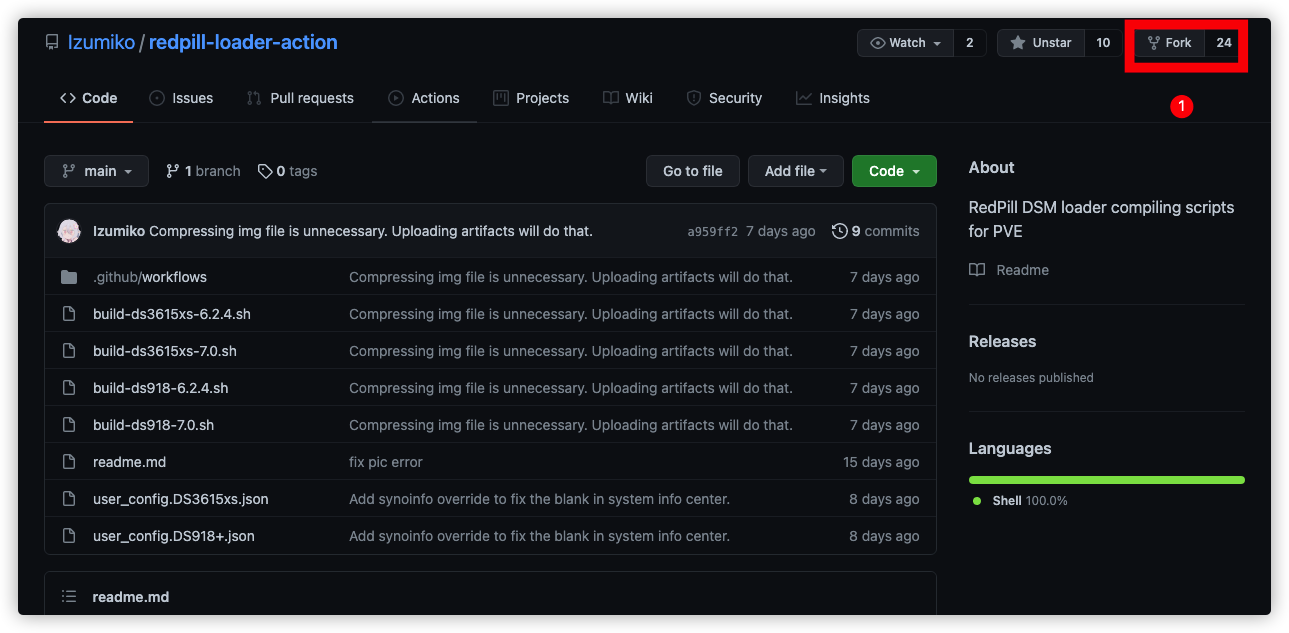 Izumiko / redpill-loader-action
Watch 2 Unstar 10 Fork 24
Code Issues Pull requests Actions Projects Wiki Security Insights
1
main 1 branch 0 tags Go to file Add file Code
Izumiko Compressing img file is unnecessary. Uploading artifacts will do that. a959ff2 7 days ago 9 commits
.github/workflows Compressing img file is unnecessary. Uploading artifacts will do that. 7 days ago
build-ds3615xs-6.2.4.sh Compressing img file is unnecessary. Uploading artifacts will do that. 7 days ago
build-ds3615xs-7.0.sh Compressing img file is unnecessary. Uploading artifacts will do that. 7 days ago
build-ds918-6.2.4.sh Compressing img file is unnecessary. Uploading artifacts will do that. 7 days ago
build-ds918-7.0.sh Compressing img file is unnecessary. Uploading artifacts will do that. 7 days ago
readme.md fix pic error 15 days ago
user_config.DS3615xs.json Add synoinfo override to fix the blank in system info center. 8 days ago
user_config.DS918+.json Add synoinfo override to fix the blank in system info center. 8 days ago
readme.md
About
RedPill DSM loader compiling scripts
for PVE
Readme
Releases
No releases published
Languages
Shell 100.0%